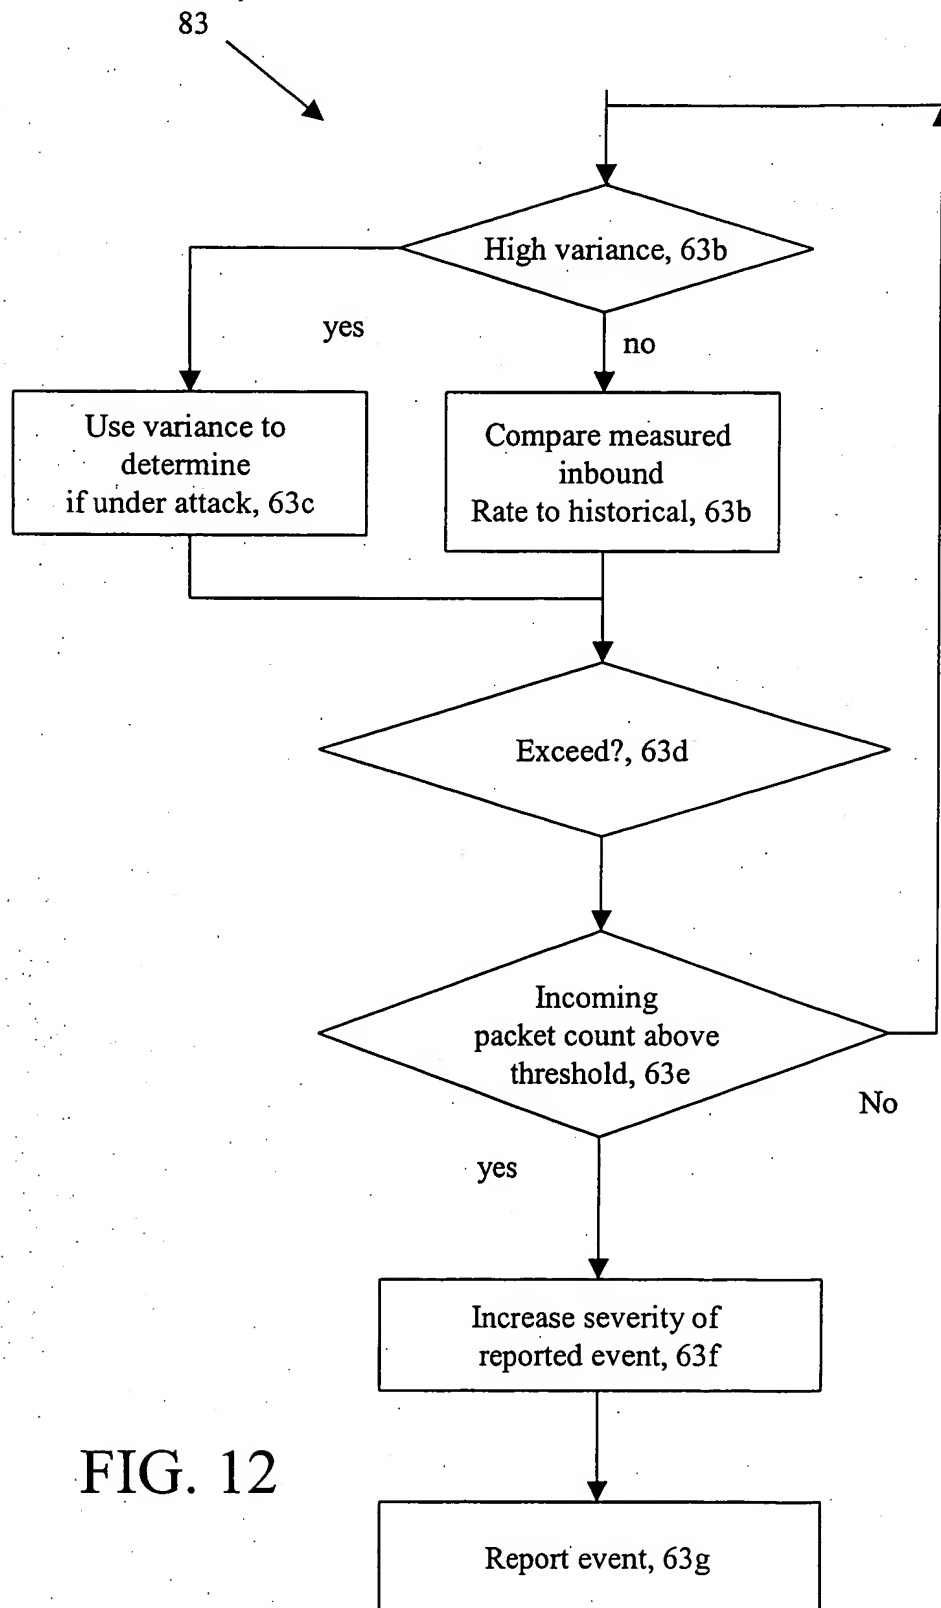 83
High variance, 63b
yes
no
Use variance to
determine
if under attack, 63c
Compare measured
inbound
Rate to historical, 63b
Exceed?, 63d
Incoming
packet count above
threshold, 63e
No
yes
Increase severity of
reported event, 63f
FIG. 12
Report event, 63g